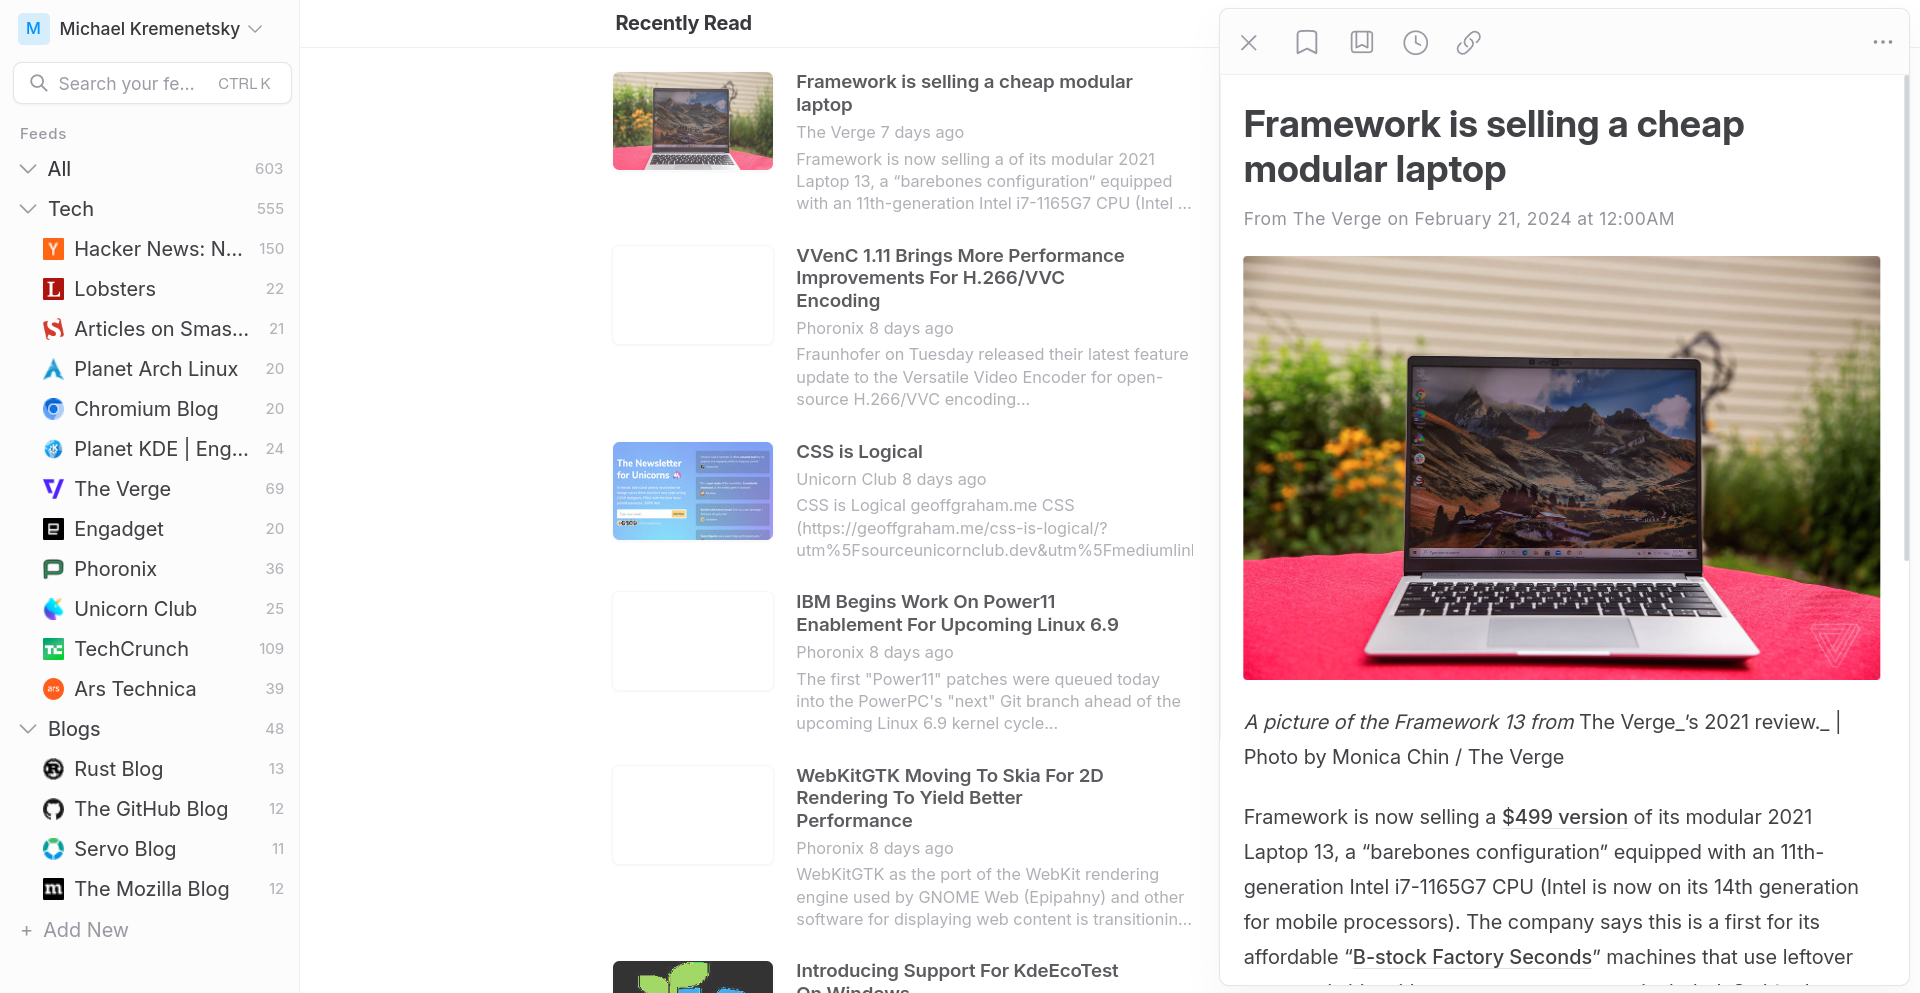 M Michael Kremenetsky
Search your fe... CTRL K
Feeds
All 603
Tech 555
Hacker News: N... 150
Lobsters 22
Articles on Smas... 21
Planet Arch Linux 20
Chromium Blog 20
Planet KDE | Eng... 24
The Verge 69
Engadget 20
Phoronix 36
Unicorn Club 25
TechCrunch 109
Ars Technica 39
Blogs 48
Rust Blog 13
The GitHub Blog 12
Servo Blog 11
The Mozilla Blog 12
+ Add New
Recently Read
Framework is selling a cheap modular
laptop
The Verge 7 days ago
Framework is now selling a of its modular 2021
Laptop 13, a “barebones configuration” equipped
with an 11th-generation Intel i7-1165G7 CPU (Intel ...
VVenC 1.11 Brings More Performance
Improvements For H.266/VVC
Encoding
Phoronix 8 days ago
Fraunhofer on Tuesday released their latest feature
update to the Versatile Video Encoder for open-
source H.266/VVC encoding...
The Newsletter
for Unicorns
CSS is Logical
Unicorn Club 8 days ago
CSS is Logical geoffgraham.me CSS
(https://geoffgraham.me/css-is-logical/?
utm%5Fsourceunicornclub.dev&utm%5Fmediumlinl
IBM Begins Work On Power11
Enablement For Upcoming Linux 6.9
Phoronix 8 days ago
The first "Power11" patches were queued today
into the PowerPC's "next" Git branch ahead of the
upcoming Linux 6.9 kernel cycle...
WebKitGTK Moving To Skia For 2D
Rendering To Yield Better
Performance
Phoronix 8 days ago
WebKitGTK as the port of the WebKit rendering
engine used by GNOME Web (Epipahny) and other
software for displaying web content is transitionin...
Introducing Support For KdeEcoTest
On Windows
Framework is selling a cheap
modular laptop
From The Verge on February 21, 2024 at 12:00AM
A picture of the Framework 13 from The Verge_’s 2021 review._ |
Photo by Monica Chin / The Verge
Framework is now selling a $499 version of its modular 2021
Laptop 13, a “barebones configuration” equipped with an 11th-
generation Intel i7-1165G7 CPU (Intel is now on its 14th generation
for mobile processors). The company says this is a first for its
affordable “B-stock Factory Seconds” machines that use leftover